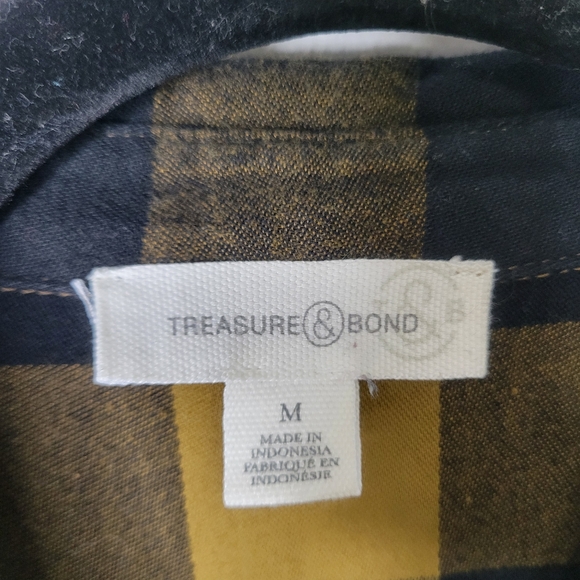 TREASURE & BOND
T & B
M
MADE IN
INDONESIA
FABRIQUÉ EN
INDONÉSIE